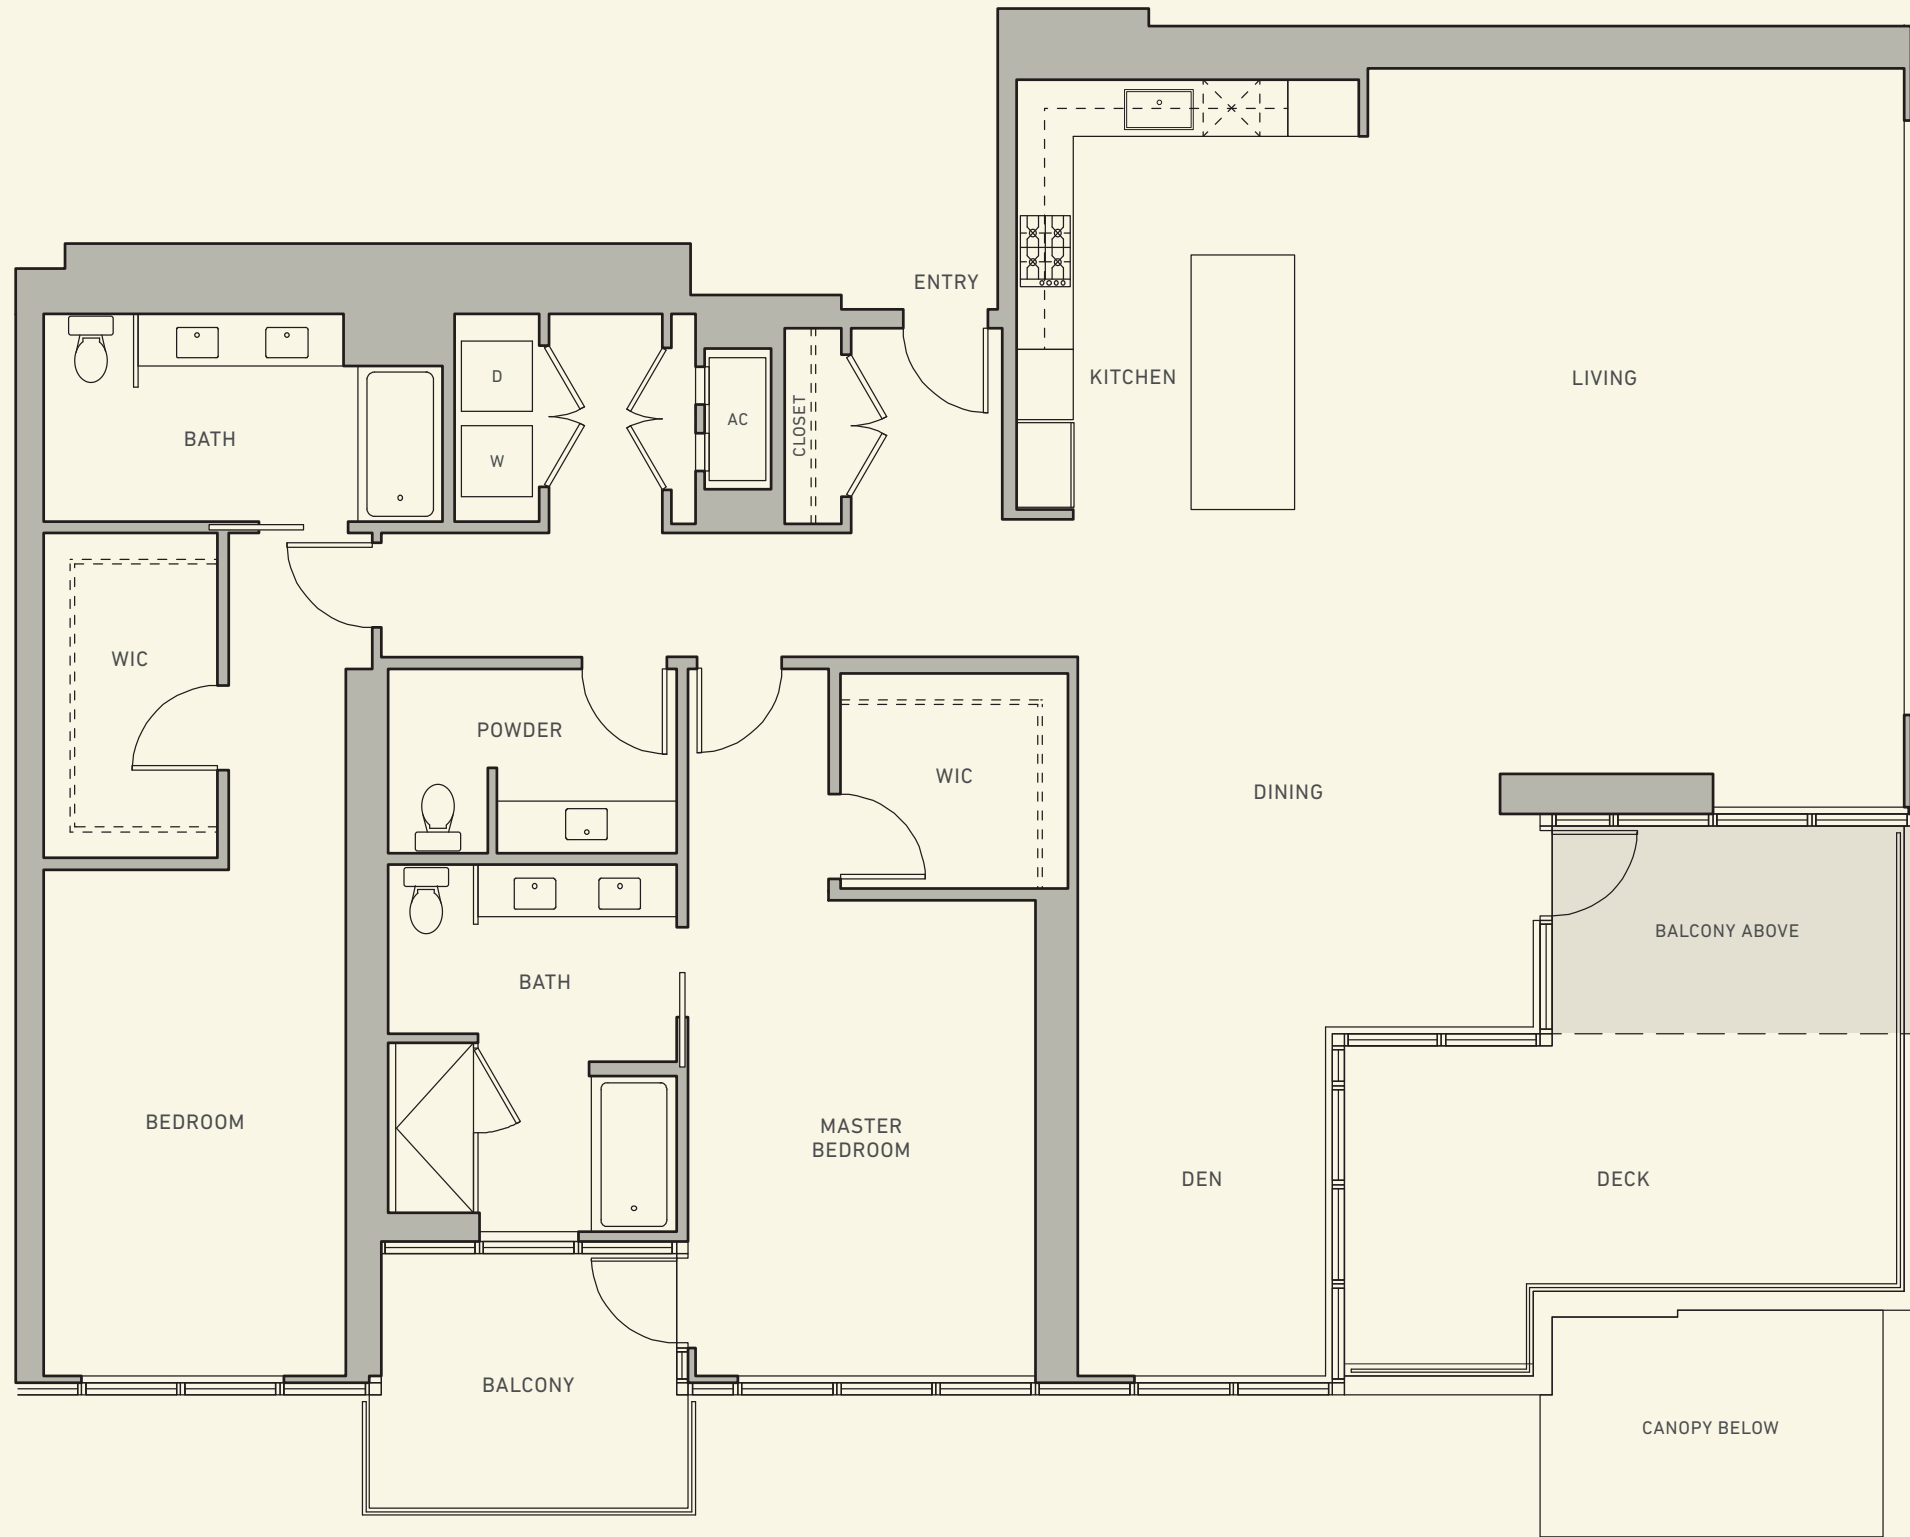 ENTRY
D
KITCHEN
LIVING
AC
CLOSET
BATH
W
WIC
POWDER
WIC
DINING
BALCONY ABOVE
BATH
BEDROOM
MASTER
BEDROOM
DEN
DECK
BALCONY
CANOPY BELOW